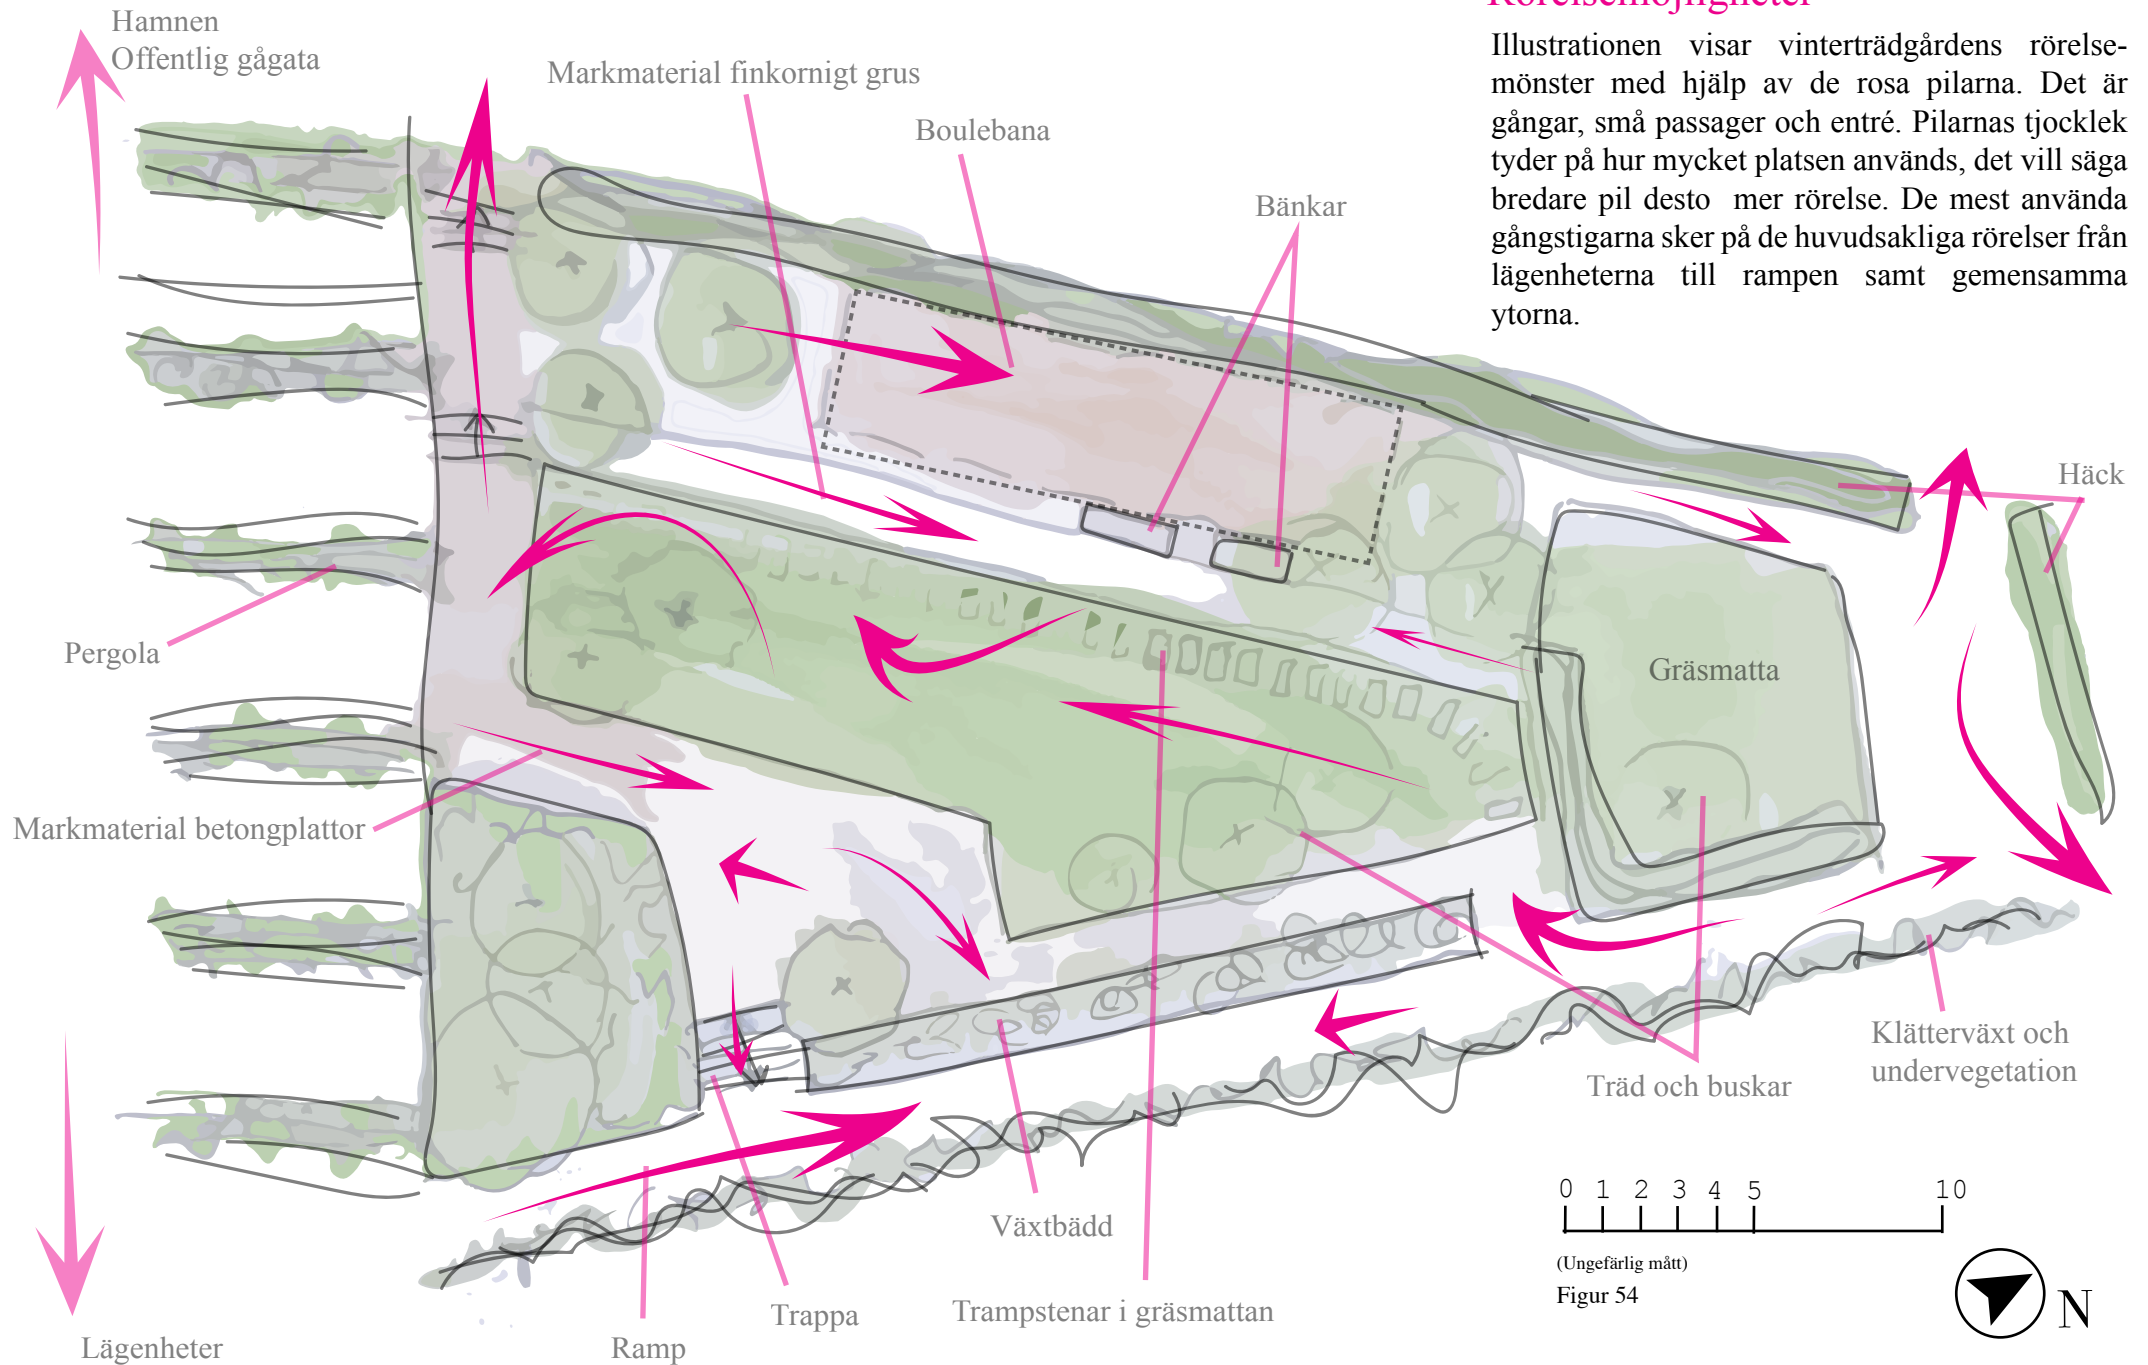 Rörelsemöjligheter
Illustrationen visar vinterträdgårdens rörelse-
mönster med hjälp av de rosa pilarna. Det är
gångar, små passager och entré. Pilarnas tjocklek
tyder på hur mycket platsen används, det vill säga
bredare pil desto mer rörelse. De mest använda
gångstigarna sker på de huvudsakliga rörelser från
lägenheterna till rampen samt gemensamma
ytorna.
Hamnen
Offentlig gågata
Markmaterial finkornigt grus
Boulebana
Bänkar
Häck
Pergola
Gräsmatta
Markmaterial betongplattor
Klätterväxt och
undervegetation
Träd och buskar
Växtbädd
Trampstenar i gräsmattan
Trappa
Ramp
Lägenheter
0 1 2 3 4 5 10
(Ungefärlig mått)
Figur 54
N